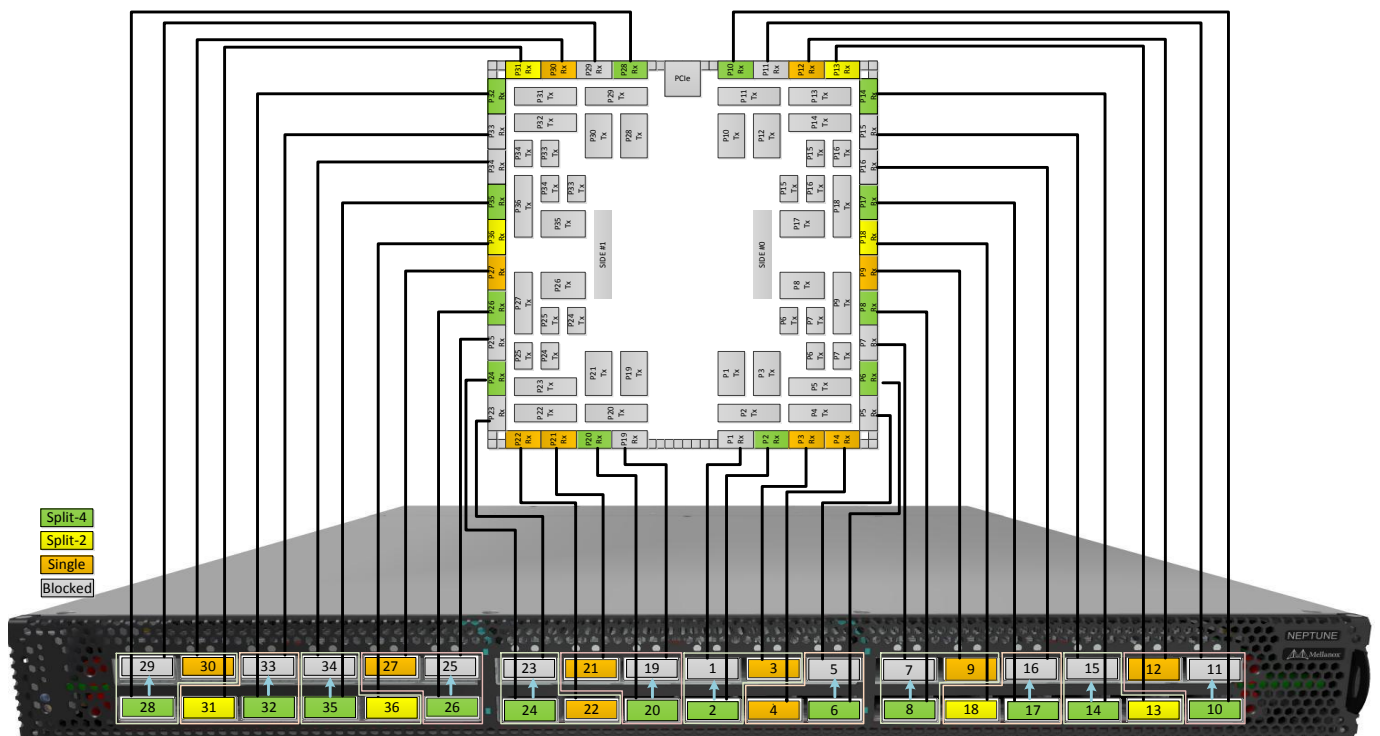 P31 Rx
P30 Rx
P29 Rx
P28 Rx
PCIe
P10 Rx
P11 Rx
P12 Rx
P13 Rx
P32 Rx
P31 Tx
P29 Tx
P11 Tx
P13 Tx
P14 Rx
P33 Rx
P32 Tx
P30 Tx
P28 Tx
P10 Tx
P12 Tx
P14 Tx
P15 Rx
P34 Rx
P34 Tx
P33 Tx
P15 Tx
P16 Tx
P16 Rx
P35 Rx
P36 Tx
P34 Tx
P33 Tx
P15 Tx
P16 Tx
P18 Tx
P17 Rx
P36 Rx
P35 Tx
SIDE #1
SIDE #0
P17 Tx
P18 Rx
P27 Rx
P9 Rx
P26 Rx
P27 Tx
P26 Tx
P8 Tx
P9 Tx
P8 Rx
P25 Rx
P25 Tx
P24 Tx
P6 Tx
P7 Tx
P7 Rx
P24 Rx
P25 Tx
P24 Tx
P21 Tx
P19 Tx
P1 Tx
P3 Tx
P6 Tx
P7 Tx
P6 Rx
P23 Rx
P23 Tx
P5 Tx
P5 Rx
P22 Tx
P20 Tx
P2 Tx
P4 Tx
P22 Rx
P21 Rx
P20 Rx
P19 Rx
P1 Rx
P2 Rx
P3 Rx
P4 Rx
Split-4
Split-2
Single
Blocked
NEPTUNE
Mellanox
29 30 33 34 27 25 23 21 19 1 3 5 7 9 16 15 12 11
28 31 32 35 36 26 24 22 20 2 4 6 8 18 17 14 13 10